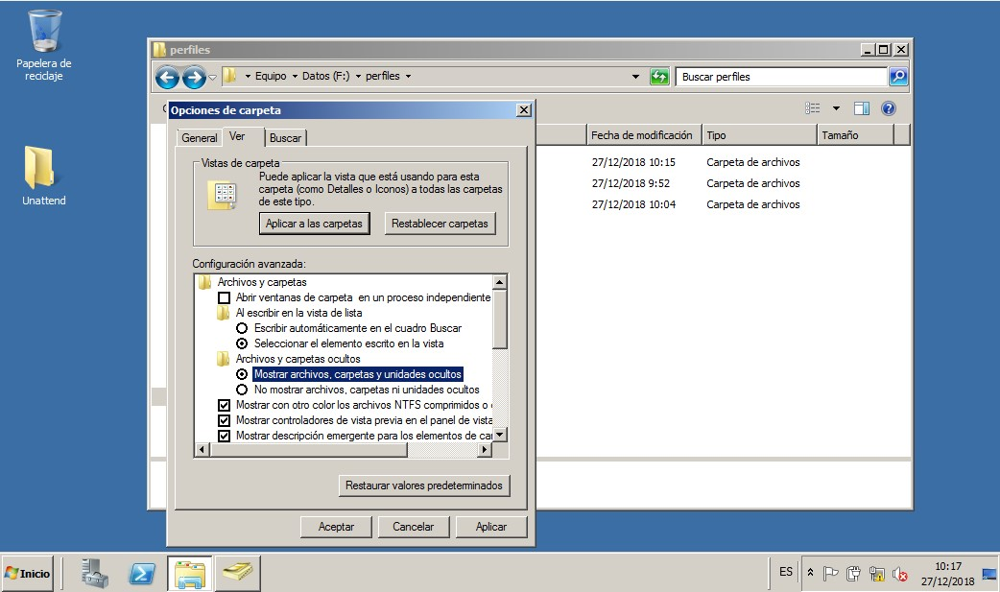 Papelera de
reciclaje
Unattend
perfiles
Equipo
Datos (F:)
perfiles
Buscar perfiles
Fecha de modificación
Tipo
Tamaño
27/12/2018 10:15
Carpeta de archivos
27/12/2018 9:52
Carpeta de archivos
27/12/2018 10:04
Carpeta de archivos
Opciones de carpeta
General
Ver
Buscar
Vistas de carpeta
Puede aplicar la vista que está usando para esta
carpeta (como Detalles o Iconos) a todas las carpetas
de este tipo.
Aplicar a las carpetas
Restablecer carpetas
Configuración avanzada:
Archivos y carpetas
Abrir ventanas de carpeta en un proceso independiente
Al escribir en la vista de lista
Escribir automáticamente en el cuadro Buscar
Seleccionar el elemento escrito en la vista
Archivos y carpetas ocultos
Mostrar archivos, carpetas y unidades ocultos
No mostrar archivos, carpetas ni unidades ocultos
Mostrar con otro color los archivos NTFS comprimidos o
Mostrar controladores de vista previa en el panel de vista
Mostrar descripción emergente para los elementos de
Restaurar valores predeterminados
Aceptar
Cancelar
Aplicar
Inicio
ES
10:17
27/12/2018